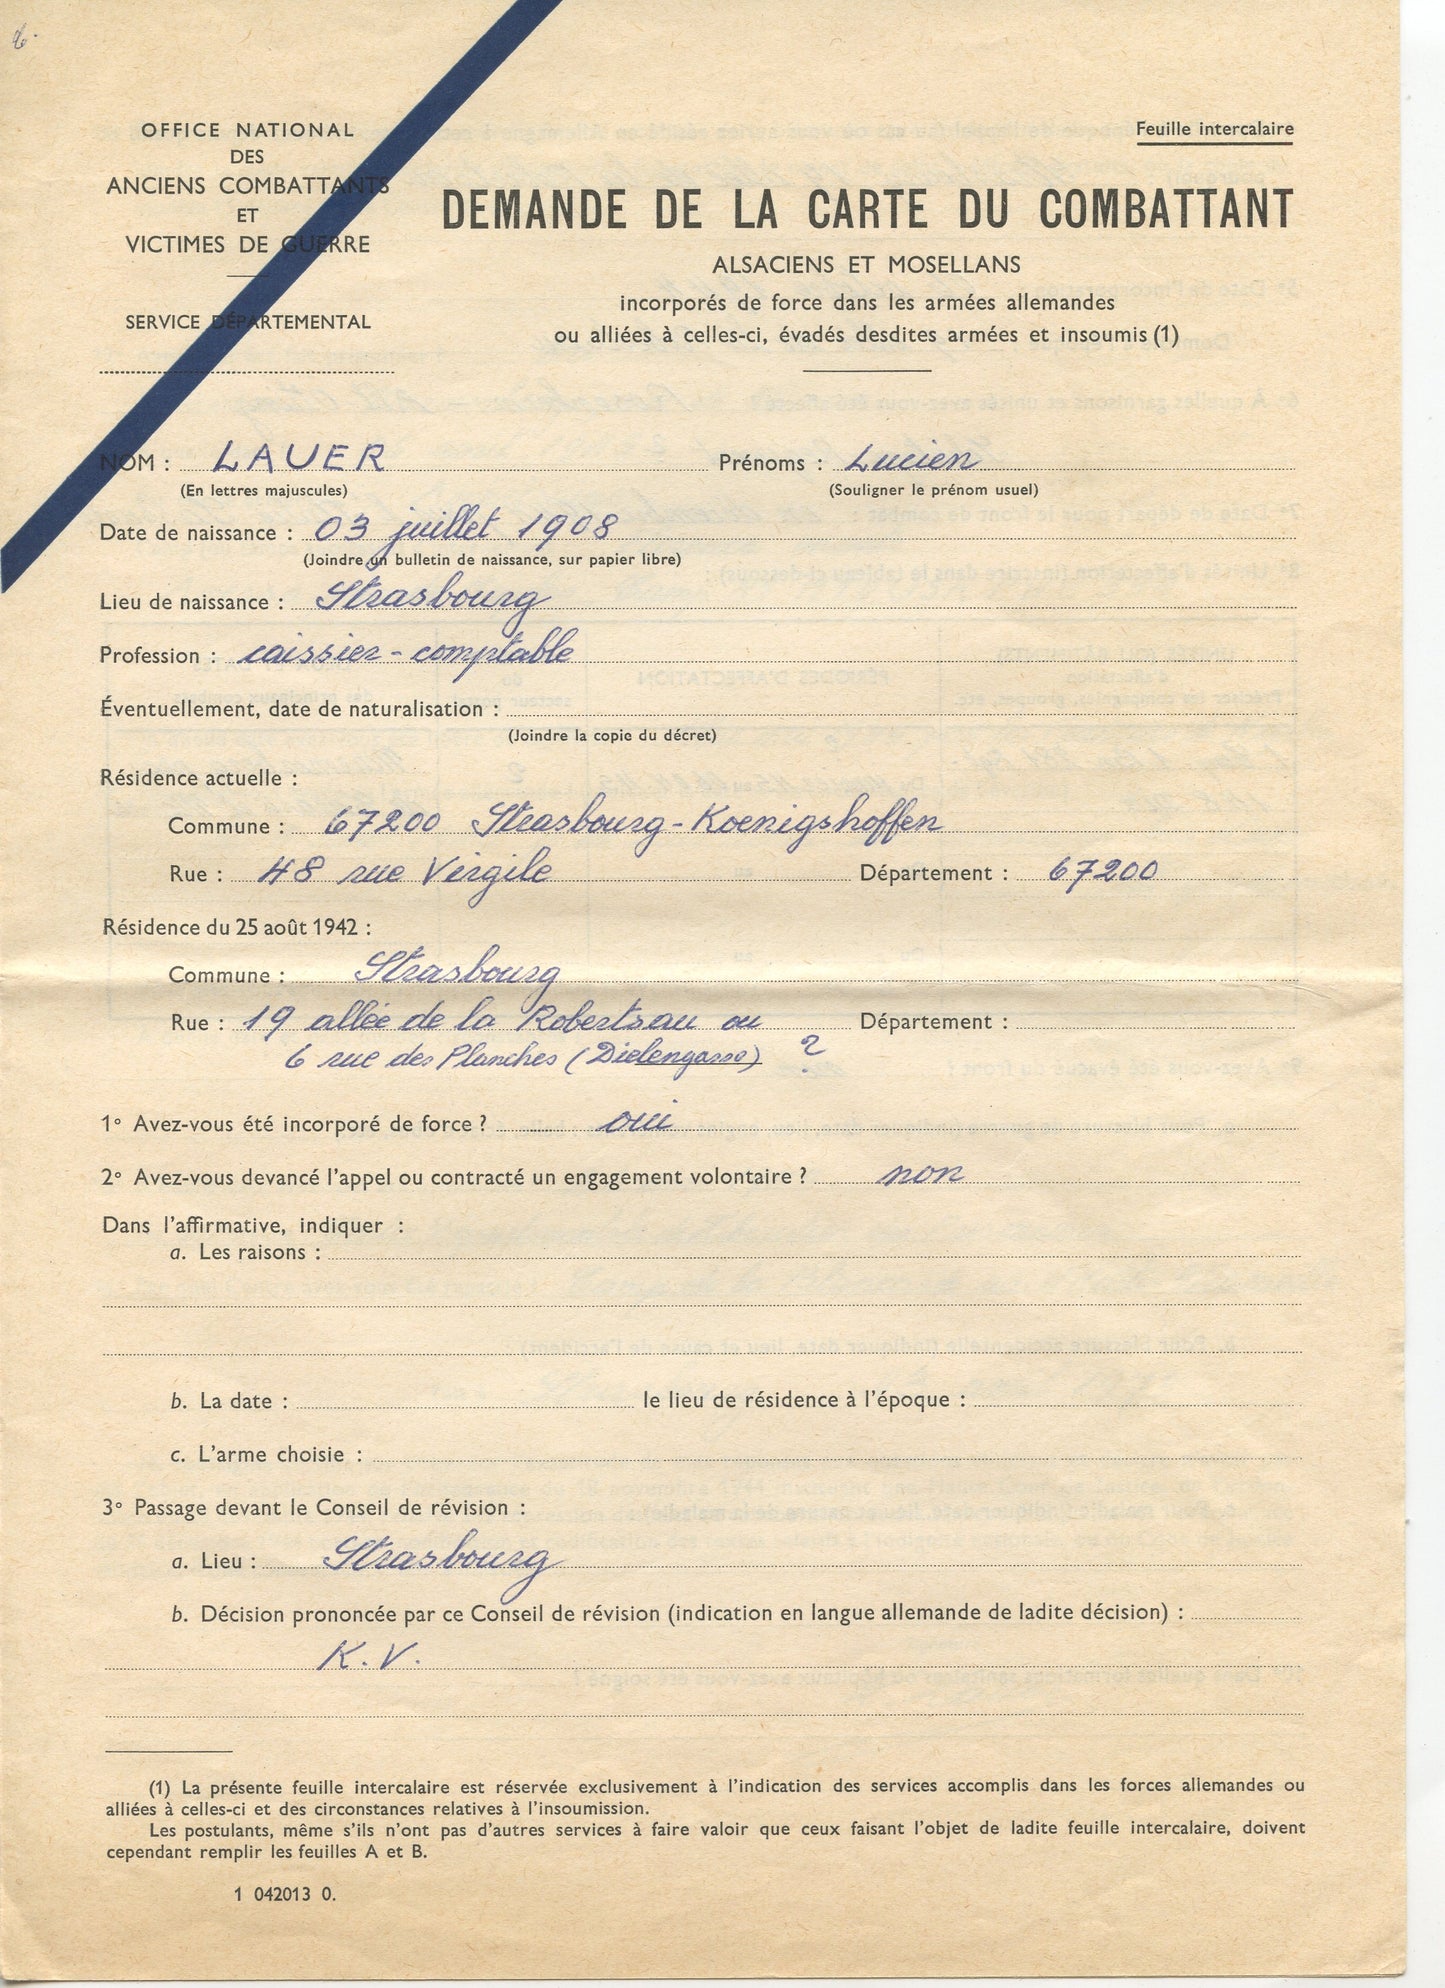 OFFICE NATIONAL
DES
ANCIENS COMBATTANTS
ET
VICTIMES DE GUERRE
SERVICE DÉPARTEMENTAL
Feuille intercalaire
DEMANDE DE LA CARTE DU COMBATTANT
ALSACIENS ET MOSELLANS
incorporés de force dans les armées allemandes
ou alliées à celles-ci, évadés desdites armées et insoumis (1)
NOM : LAUER Prénoms : Lucien
(En lettres majuscules) (Souligner le prénom usuel)
Date de naissance : 03 juillet 1908
(Joindre un bulletin de naissance, sur papier libre)
Lieu de naissance : Strasbourg
Profession : caissier - comptable
Éventuellement, date de naturalisation :
(Joindre la copie du décret)
Résidence actuelle :
Commune : 67200 Strasbourg - Koenigshoffen
Rue : 48 rue Virgile Département : 67200
Résidence du 25 août 1942 :
Commune : Strasbourg
Rue : 19 allée de la Robertsau ou Département :
6 rue des Planches (Dielengasse) ?
1° Avez-vous été incorporé de force ? oui
2° Avez-vous devancé l'appel ou contracté un engagement volontaire ? non
Dans l'affirmative, indiquer :
a. Les raisons :
b. La date : le lieu de résidence à l'époque :
c. L'arme choisie :
3° Passage devant le Conseil de révision :
a. Lieu : Strasbourg
b. Décision prononcée par ce Conseil de révision (indication en langue allemande de ladite décision) :
K.V.
(1) La présente feuille intercalaire est réservée exclusivement à l'indication des services accomplis dans les forces allemandes ou
alliées à celles-ci et des circonstances relatives à l'insoumission.
Les postulants, même s'ils n'ont pas d'autres services à faire valoir que ceux faisant l'objet de ladite feuille intercalaire, doivent
cependant remplir les feuilles A et B.
1 042013 0.